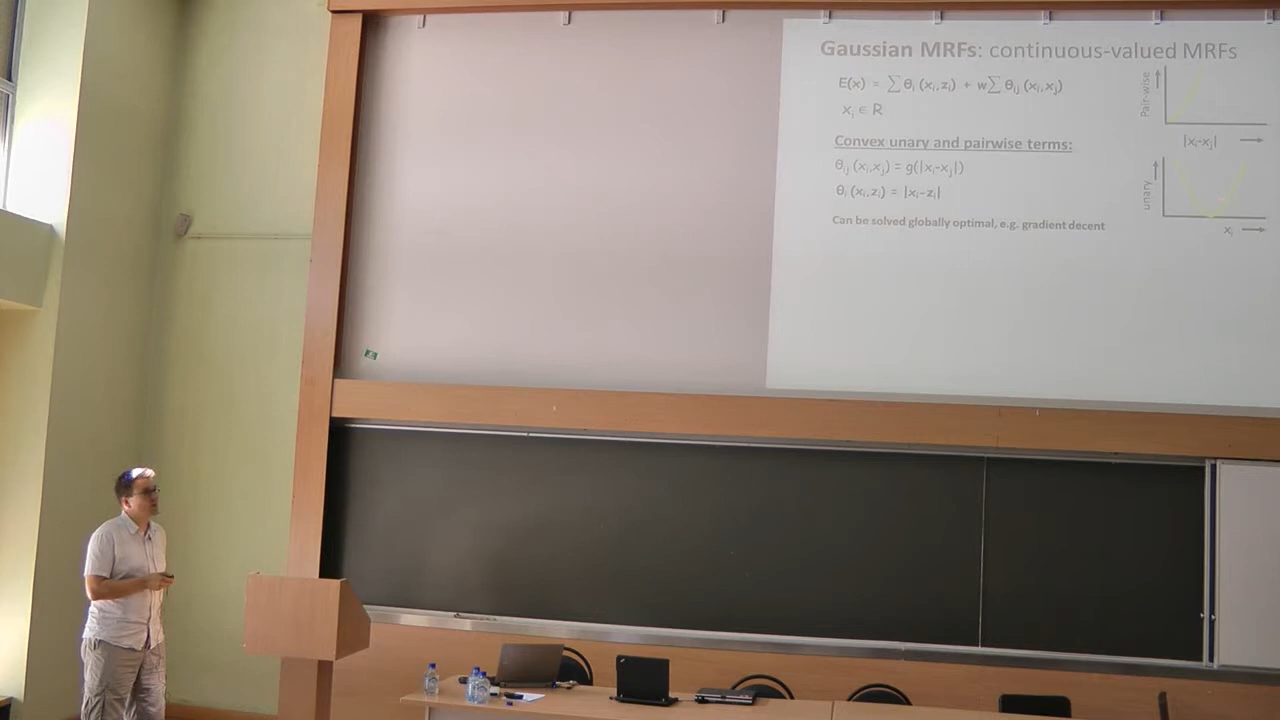 Gaussian MRFs: continuous-valued MRFs
E(x) = ∑ θᵢ (xᵢ,zᵢ) + w∑ θᵢⱼ (xᵢ,xⱼ)
xᵢ ∈ R
Convex unary and pairwise terms:
θᵢⱼ (xᵢ,xⱼ) = g(|xᵢ-xⱼ|)
θᵢ (xᵢ,zᵢ) = |xᵢ-zᵢ|
Can be solved globally optimal, e.g. gradient decent
Pair-wise
|xᵢ-xⱼ|
unary
xᵢ